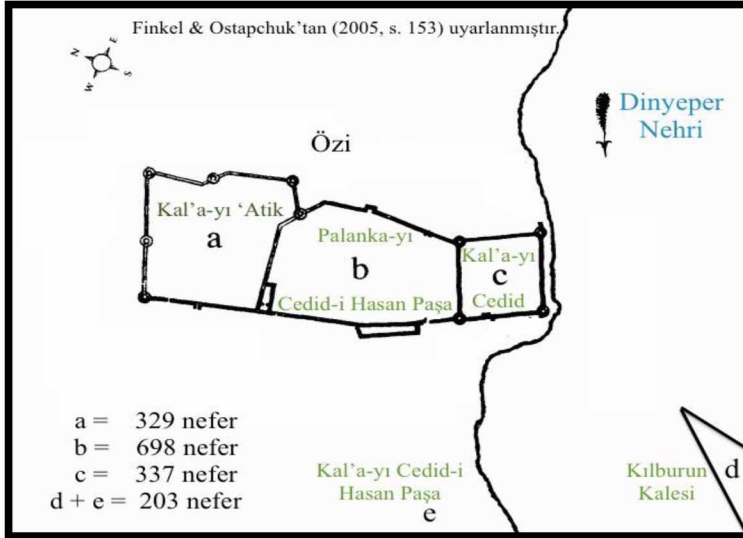 Finkel & Ostapchuk’tan (2005, s. 153) uyarlanmıştır.
N
E
W
S
Dinyeper
Nehri
Özi
Kal’a-yı ‘Atik
a
Palanka-yı
b
Cedid-i Hasan Paşa
Kal’a-yı
c
Cedid
a = 329 nefer
b = 698 nefer
c = 337 nefer
d + e = 203 nefer
Kal’a-yı Cedid-i
Hasan Paşa
e
Kılburun
Kalesi
d